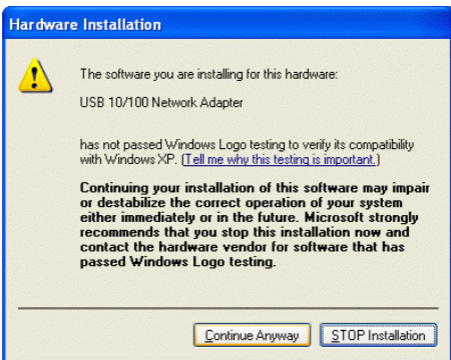 Hardware Installation
The software you are installing for this hardware:
USB 10/100 Network Adapter
has not passed Windows Logo testing to verify its compatibility
with Windows XP. (Tell me why this testing is important.)
Continuing your installation of this software may impair
or destabilize the correct operation of your system
either immediately or in the future. Microsoft strongly
recommends that you stop this installation now and
contact the hardware vendor for software that has
passed Windows Logo testing.
Continue Anyway STOP Installation